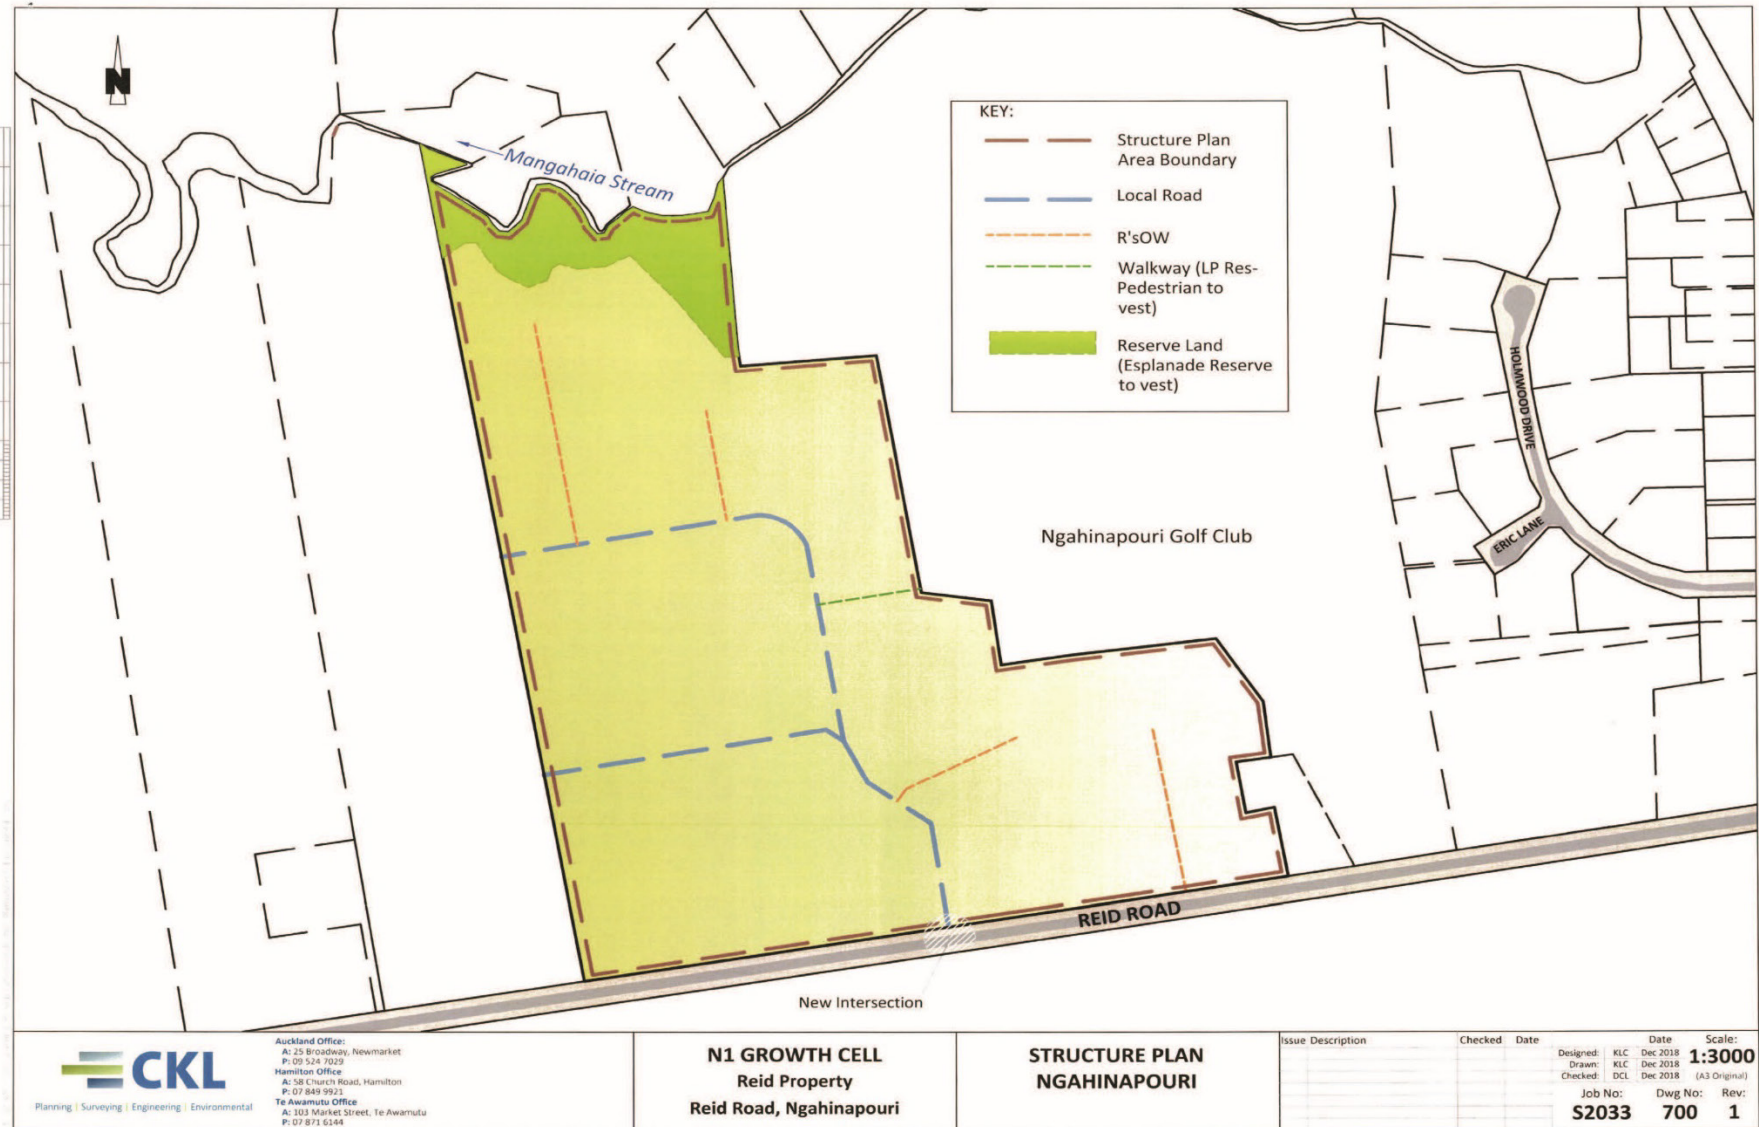 N
Mangahaia Stream
KEY:
Structure Plan
Area Boundary
Local Road
R'sOW
Walkway (LP Res-
Pedestrian to
vest)
Reserve Land
(Esplanade Reserve
to vest)
HOLMWOOD DRIVE
ERIC LANE
Ngahinapouri Golf Club
REID ROAD
New Intersection
CKL
Planning | Surveying | Engineering | Environmental
Auckland Office:
A: 25 Broadway, Newmarket
P: 09 524 7029
Hamilton Office
A: 58 Church Road, Hamilton
P: 07 849 9921
Te Awamutu Office
A: 103 Market Street, Te Awamutu
P: 07 871 6144
N1 GROWTH CELL
Reid Property
Reid Road, Ngahinapouri
STRUCTURE PLAN
NGAHINAPOURI
Issue Description Checked Date
Date Scale:
Designed: KLC Dec 2018 1:3000
Drawn: KLC Dec 2018
Checked: DCL Dec 2018 (A3 Original)
Job No: Dwg No: Rev:
S2033 700 1